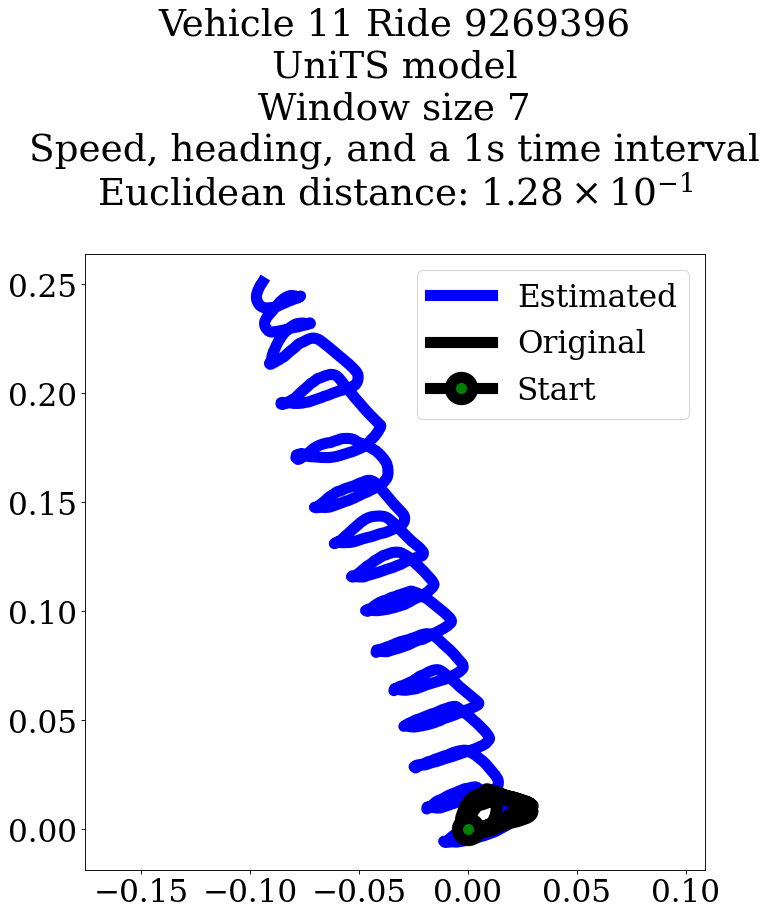 Vehicle 11 Ride 9269396
UniTS model
Window size 7
Speed, heading, and a 1s time interval
Euclidean distance: $1.28 \times 10^{-1}$
Estimated
Original
Start
0.25
0.20
0.15
0.10
0.05
0.00
−0.15 −0.10 −0.05 0.00 0.05 0.10